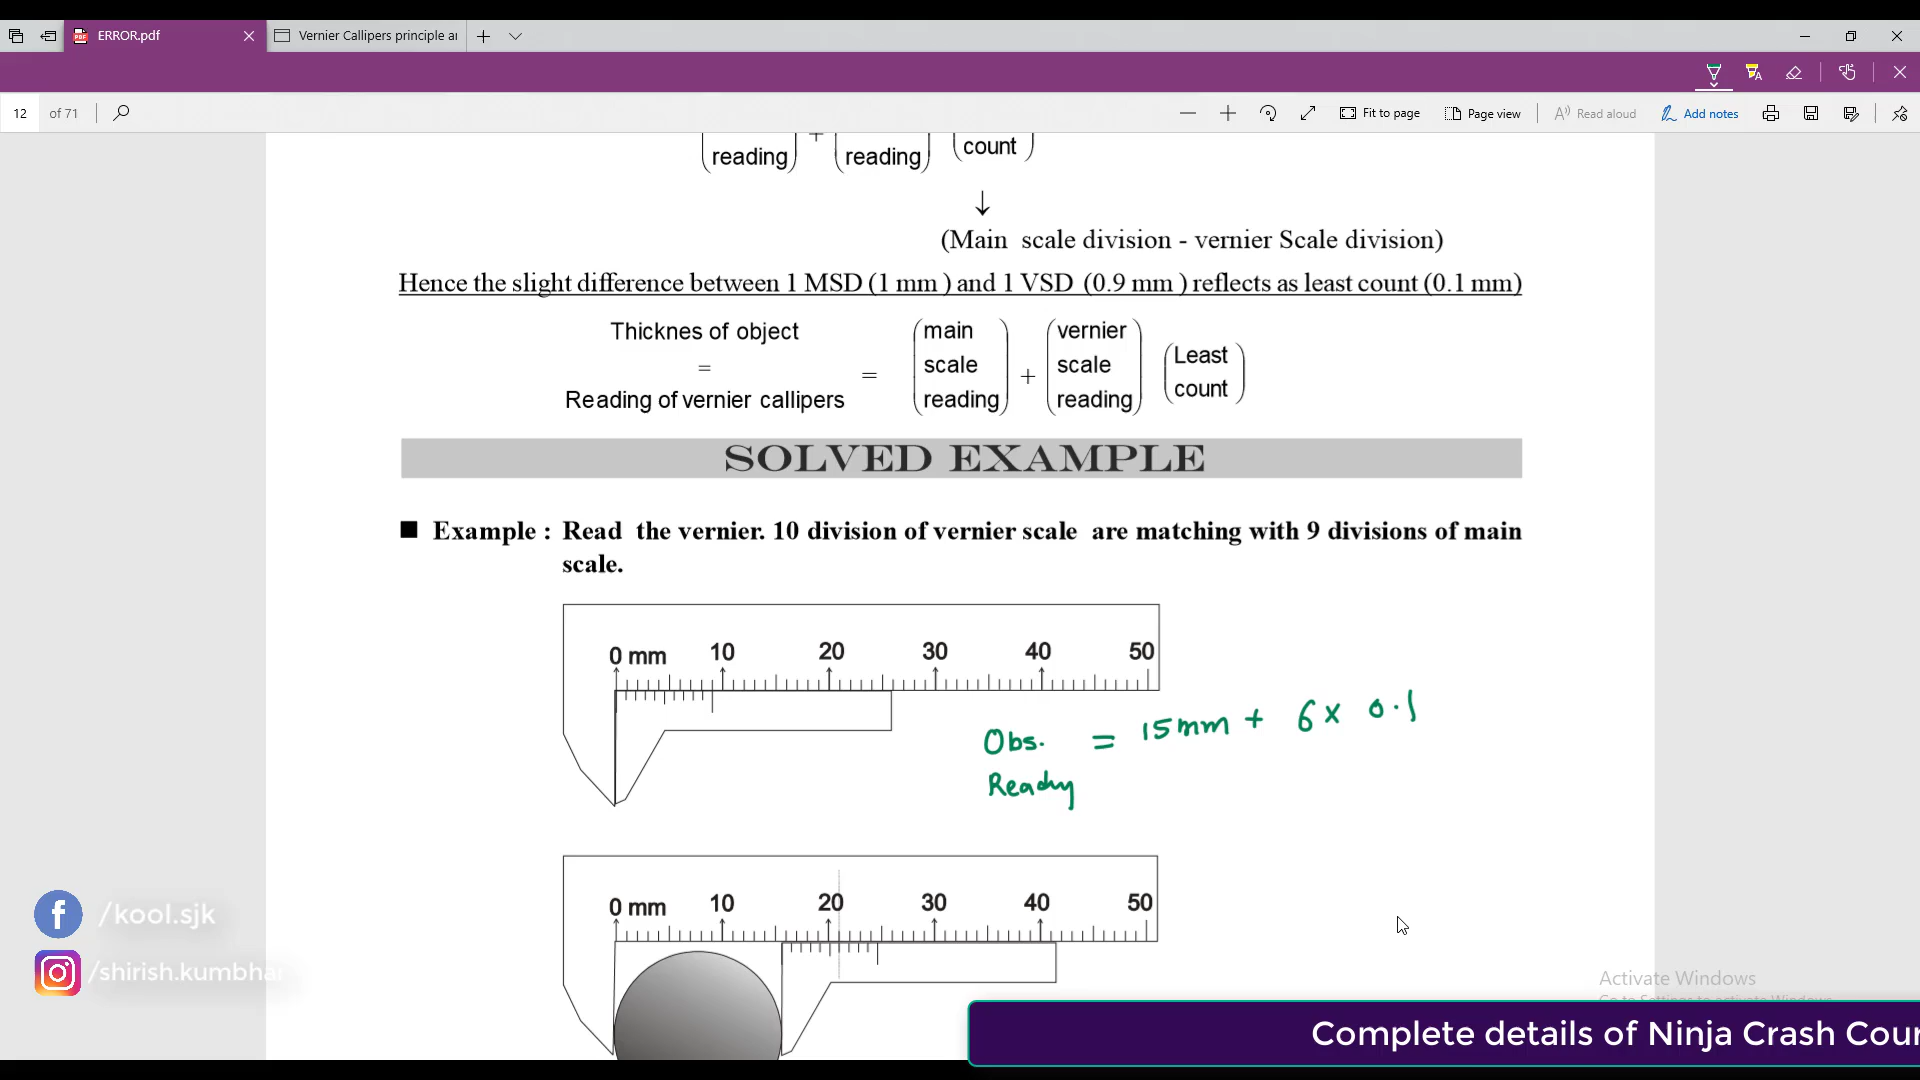 ERROR.pdf
Vernier Callipers principle ar
12 of 71
Fit to page
Page view
Read aloud
Add notes
reading + reading count
↓
(Main scale division - vernier Scale division)
Hence the slight difference between 1 MSD (1 mm ) and 1 VSD (0.9 mm ) reflects as least count (0.1 mm)
Thicknes of object
=
Reading of vernier callipers
=
main
scale
reading
+
vernier
scale
reading
Least
count
SOLVED EXAMPLE
Example : Read the vernier. 10 division of vernier scale are matching with 9 divisions of main
scale.
0 mm 10 20 30 40 50
Obs. = 15mm + 6 x 0.1
Ready
0 mm 10 20 30 40 50
/kool.sjk
/shirish.kumbhar
Activate Windows
Complete details of Ninja Crash Cour